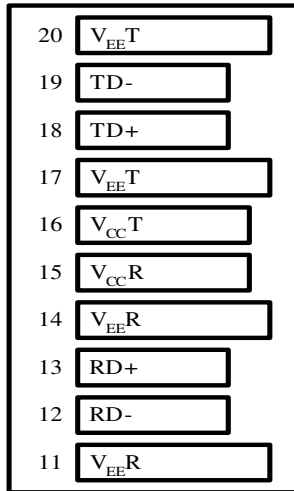 20 VEET
19 TD-
18 TD+
17 VEET
16 VCCT
15 VCCR
14 VEER
13 RD+
12 RD-
11 VEER